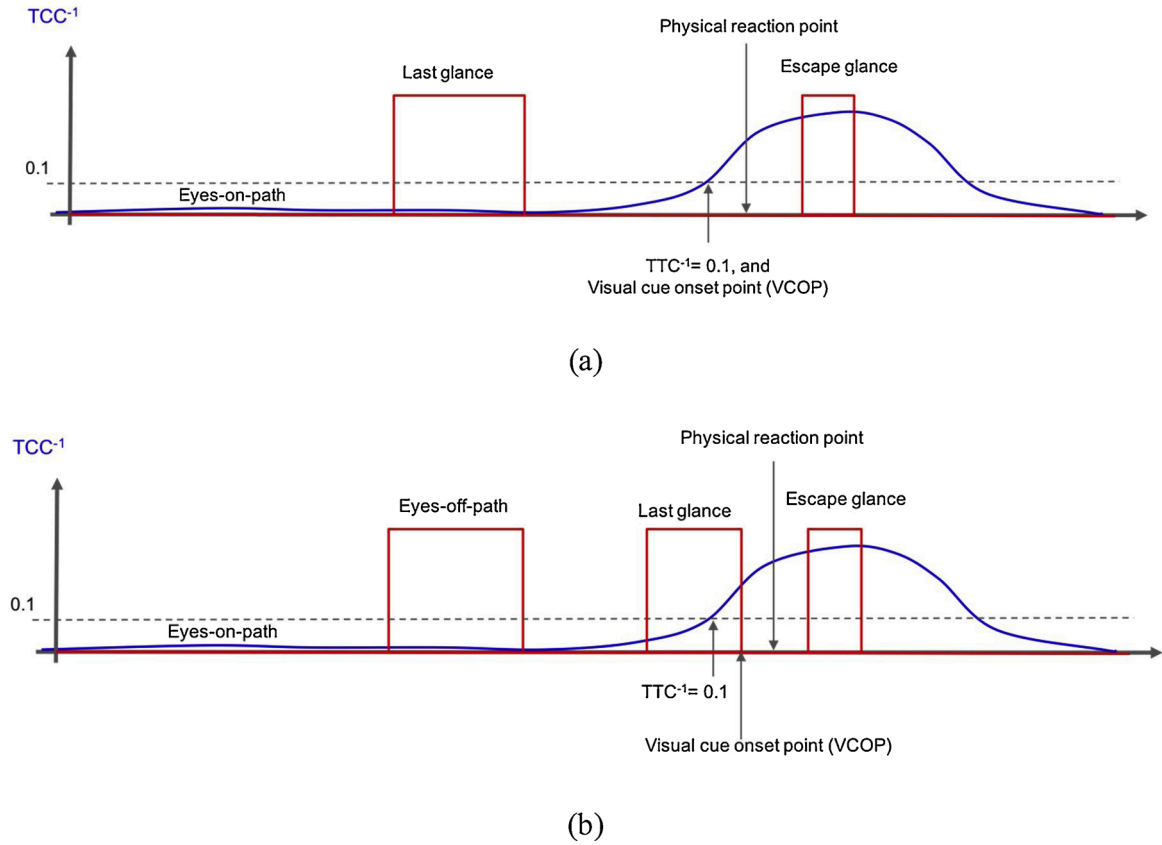 TCC-1
Physical reaction point
Last glance
Escape glance
0.1
Eyes-on-path
TTC-1= 0.1, and
Visual cue onset point (VCOP)
(a)
TCC-1
Physical reaction point
Eyes-off-path
Last glance
Escape glance
0.1
Eyes-on-path
TTC-1= 0.1
Visual cue onset point (VCOP)
(b)